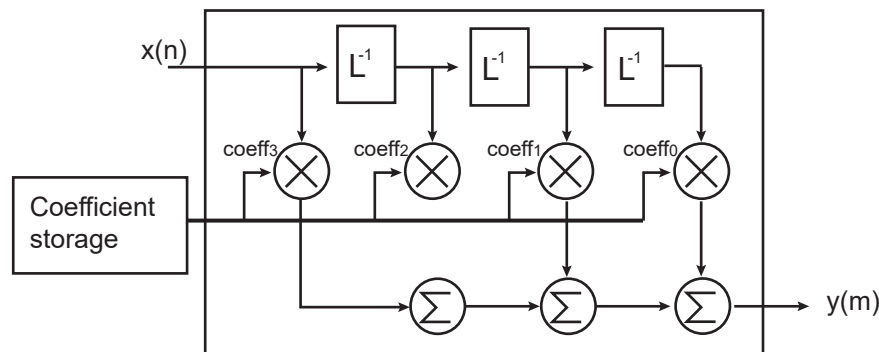 x(n)
L⁻¹
L⁻¹
L⁻¹
coeff₃
coeff₂
coeff₁
coeff₀
Coefficient
storage
Σ
Σ
Σ
y(m)